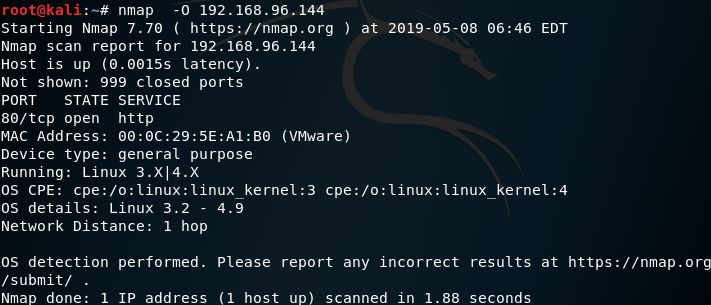 root@kali:~# nmap  -O 192.168.96.144
Starting Nmap 7.70 ( https://nmap.org ) at 2019-05-08 06:46 EDT
Nmap scan report for 192.168.96.144
Host is up (0.0015s latency).
Not shown: 999 closed ports
PORT   STATE SERVICE
80/tcp open  http
MAC Address: 00:0C:29:5E:A1:B0 (VMware)
Device type: general purpose
Running: Linux 3.X|4.X
OS CPE: cpe:/o:linux:linux_kernel:3 cpe:/o:linux:linux_kernel:4
OS details: Linux 3.2 - 4.9
Network Distance: 1 hop
OS detection performed. Please report any incorrect results at https://nmap.org
/submit/ .
Nmap done: 1 IP address (1 host up) scanned in 1.88 seconds